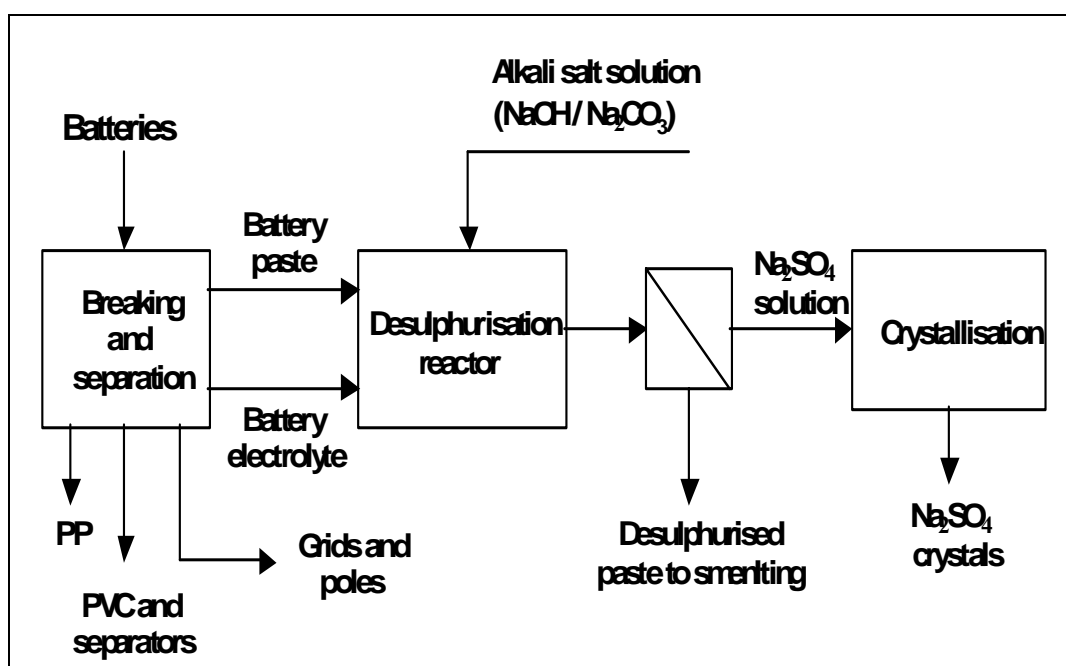 Alkali salt solution
(NaOH / Na₂CO₃)
Batteries
Battery
paste
Breaking
and
separation
Desulphurisation
reactor
Na₂SO₄
solution
Crystallisation
Battery
electrolyte
PP
PVC and
separators
Grids and
poles
Desulphurised
paste to smenlting
Na₂SO₄
crystals